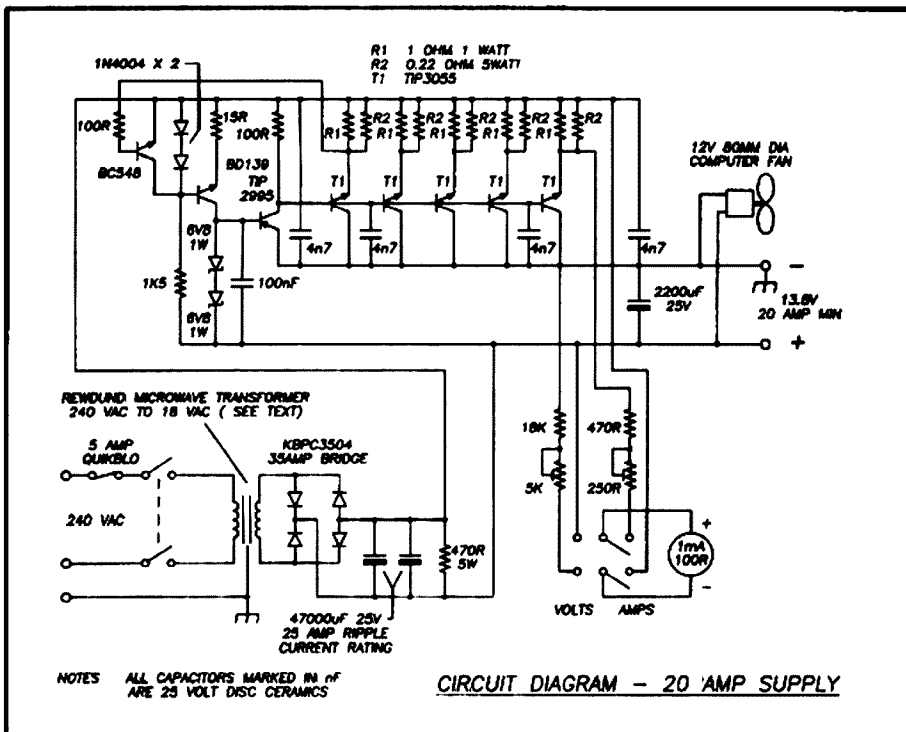 R1 1 OHM 1 WATT
R2 0.22 OHM 5WATT
T1 TIP3055
1N4004 X 2
100R
15R
100R
R1
R2
R1
R2
R1
R2
R1
R2
R1
R2
12V 80MM DIA
COMPUTER FAN
BC548
BD139
TIP
2995
T1
T1
T1
T1
T1
6V8
1W
4n7
4n7
4n7
4n7
1K5
100nF
6V8
1W
2200uF
25V
-
13.8V
20 AMP MIN
+
REWOUND MICROWAVE TRANSFORMER
240 VAC TO 18 VAC ( SEE TEXT)
5 AMP
QUIKBLO
KBPC3504
35AMP BRIDGE
18K
470R
5K
250R
240 VAC
470R
5W
+
1mA
100R
-
VOLTS
AMPS
47000uF 25V
25 AMP RIPPLE
CURRENT RATING
NOTES ALL CAPACITORS MARKED IN nF
ARE 25 VOLT DISC CERAMICS
CIRCUIT DIAGRAM - 20 AMP SUPPLY